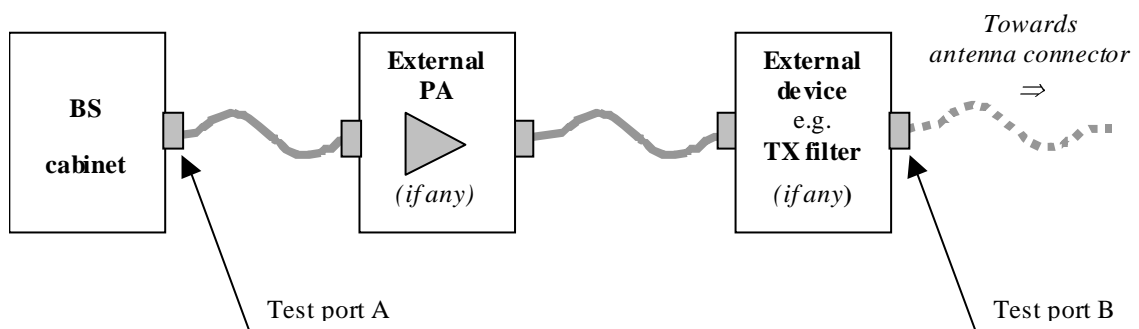 BS
cabinet
External
PA
(if any)
External
device
e.g.
TX filter
(if any)
Towards
antenna connector
⇒
Test port A
Test port B